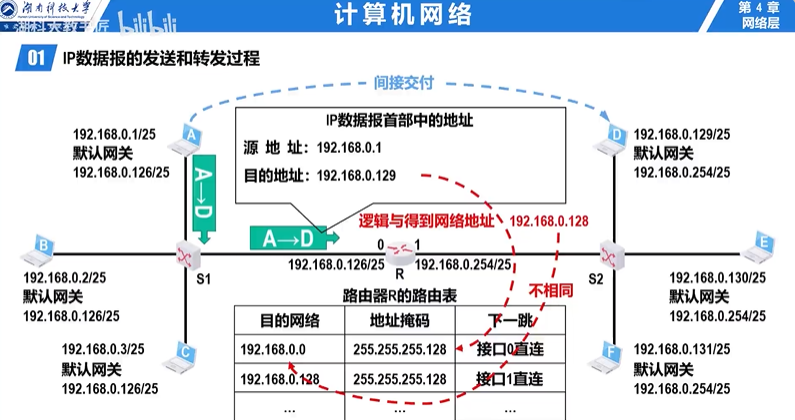 湖南科技大学
湖科大教书匠
bilibili
计算机网络
第 4 章
网络层
01 IP数据报的发送和转发过程
间接交付
IP数据报首部中的地址
源 地 址：192.168.0.1
目的地址：192.168.0.129
A
192.168.0.1/25
默认网关
192.168.0.126/25
D
192.168.0.129/25
默认网关
192.168.0.254/25
A→D
A→D
逻辑与得到网络地址 192.168.0.128
不相同
B
192.168.0.2/25
默认网关
192.168.0.126/25
S1
0
1
192.168.0.126/25
R
192.168.0.254/25
S2
E
192.168.0.130/25
默认网关
192.168.0.254/25
C
192.168.0.3/25
默认网关
192.168.0.126/25
F
192.168.0.131/25
默认网关
192.168.0.254/25
路由器R的路由表
目的网络 地址掩码 下一跳
192.168.0.0 255.255.255.128 接口0直连
192.168.0.128 255.255.255.128 接口1直连
... ... ...